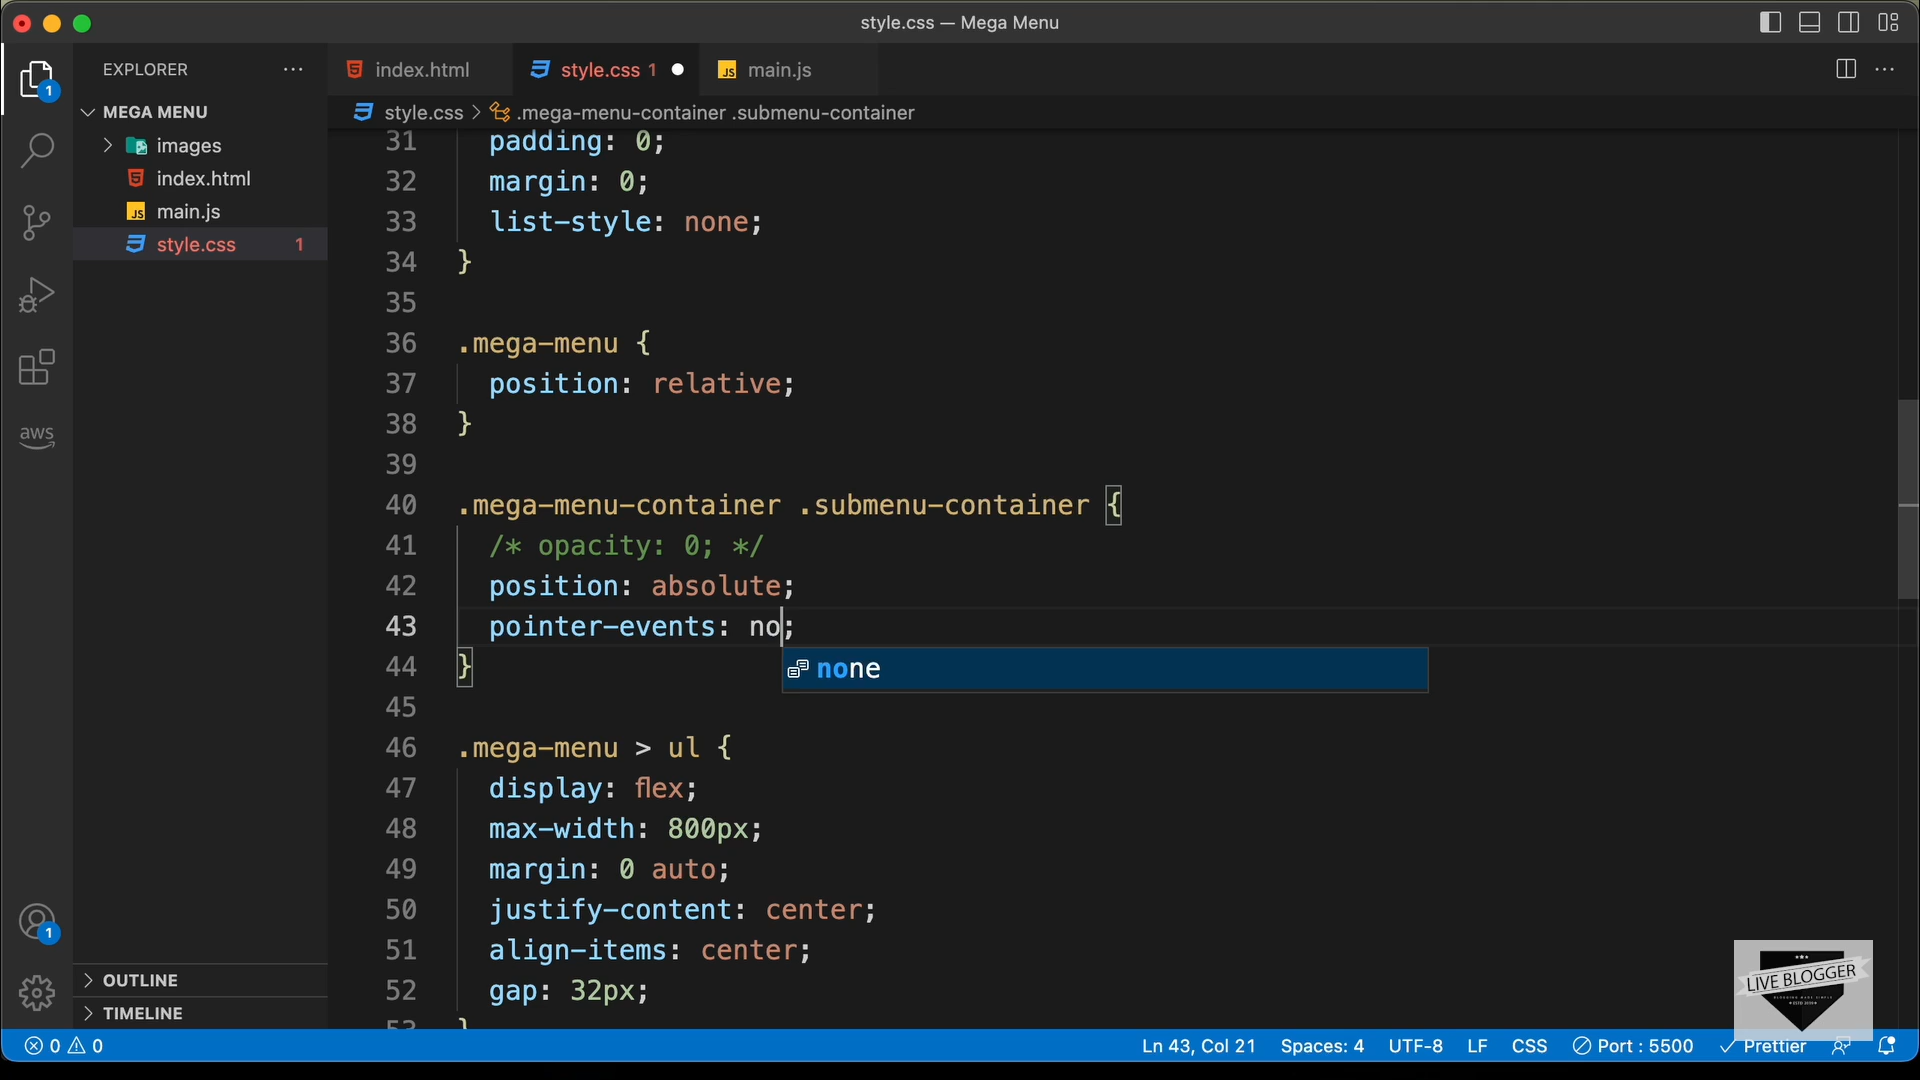 style.css — Mega Menu
EXPLORER
index.html
style.css 1
main.js
MEGA MENU
style.css > .mega-menu-container .submenu-container
images
index.html
main.js
style.css 1
1
aws
31 padding: 0;
32 margin: 0;
33 list-style: none;
34 }
35
36 .mega-menu {
37 position: relative;
38 }
39
40 .mega-menu-container .submenu-container {
41 /* opacity: 0; */
42 position: absolute;
43 pointer-events: no;
none
44 }
45
46 .mega-menu > ul {
47 display: flex;
48 max-width: 800px;
49 margin: 0 auto;
50 justify-content: center;
51 align-items: center;
52 gap: 32px;
53 }
1
OUTLINE
TIMELINE
LIVE BLOGGER
0 0 Ln 43, Col 21 Spaces: 4 UTF-8 LF CSS Port : 5500 Prettier